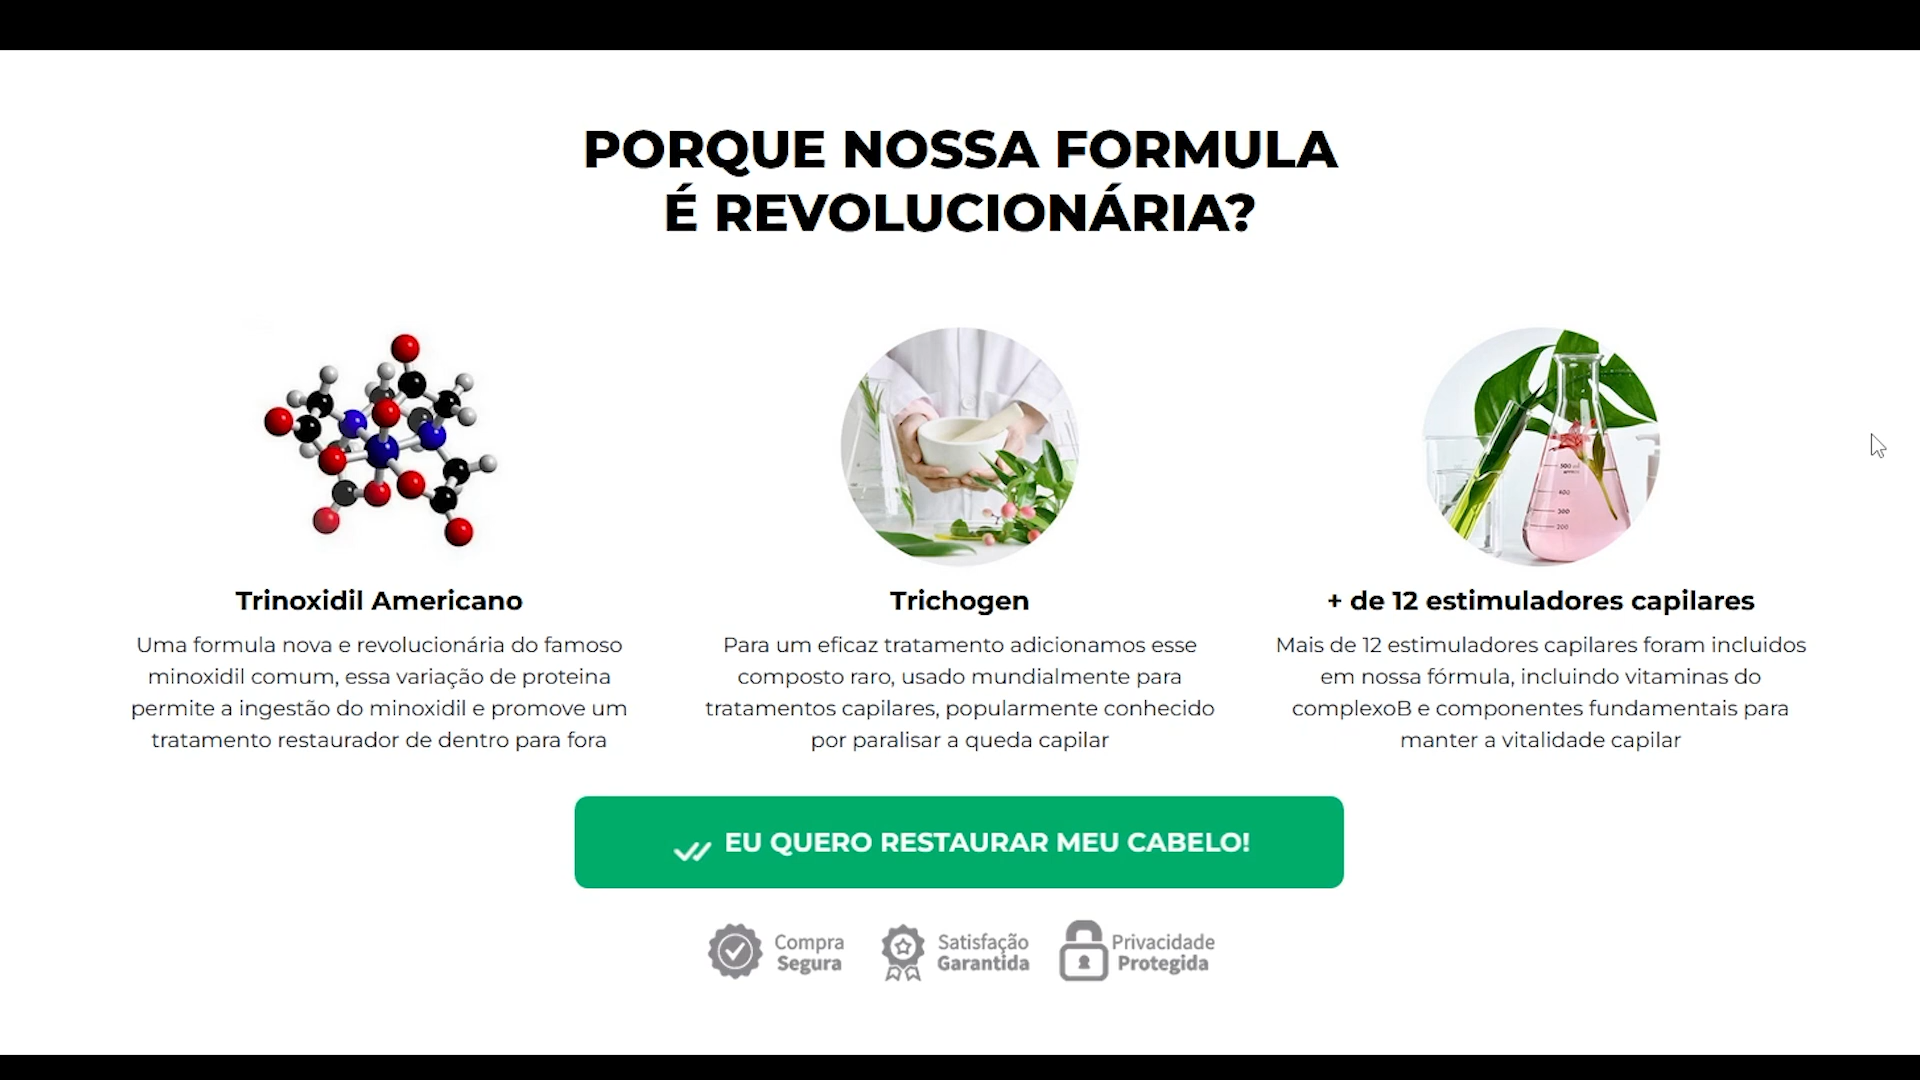 PORQUE NOSSA FORMULA
É REVOLUCIONÁRIA?
Trinoxidil Americano
Uma formula nova e revolucionária do famoso
minoxidil comum, essa variação de proteina
permite a ingestão do minoxidil e promove um
tratamento restaurador de dentro para fora
Trichogen
Para um eficaz tratamento adicionamos esse
composto raro, usado mundialmente para
tratamentos capilares, popularmente conhecido
por paralisar a queda capilar
+ de 12 estimuladores capilares
Mais de 12 estimuladores capilares foram incluidos
em nossa fórmula, incluindo vitaminas do
complexoB e componentes fundamentais para
manter a vitalidade capilar
EU QUERO RESTAURAR MEU CABELO!
Compra
Segura
Satisfação
Garantida
Privacidade
Protegida